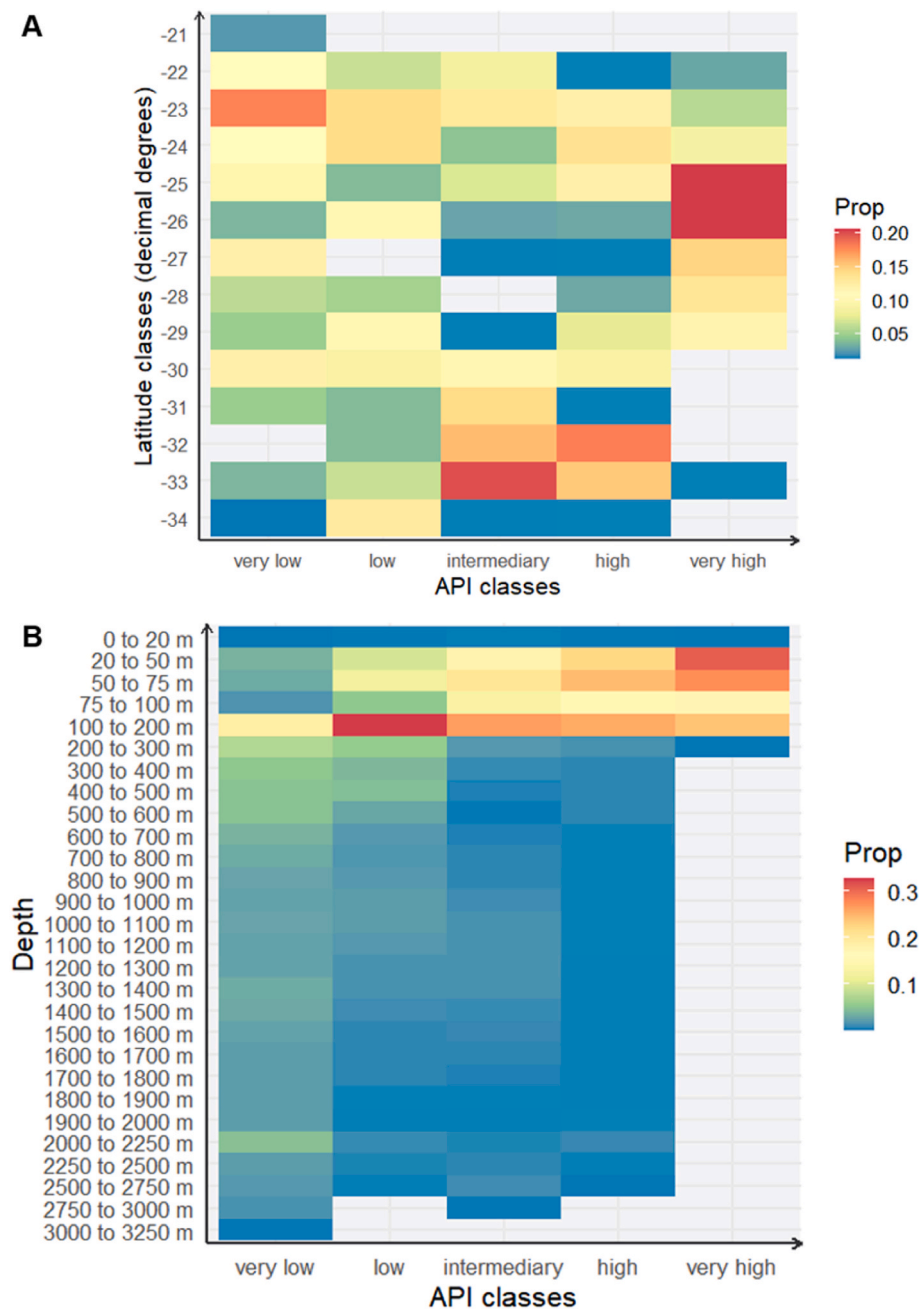 A
Latitude classes (decimal degrees)
-21
-22
-23
-24
-25
-26
-27
-28
-29
-30
-31
-32
-33
-34
very low low intermediary high very high
API classes
Prop
0.20
0.15
0.10
0.05
B
Depth
0 to 20 m
20 to 50 m
50 to 75 m
75 to 100 m
100 to 200 m
200 to 300 m
300 to 400 m
400 to 500 m
500 to 600 m
600 to 700 m
700 to 800 m
800 to 900 m
900 to 1000 m
1000 to 1100 m
1100 to 1200 m
1200 to 1300 m
1300 to 1400 m
1400 to 1500 m
1500 to 1600 m
1600 to 1700 m
1700 to 1800 m
1800 to 1900 m
1900 to 2000 m
2000 to 2250 m
2250 to 2500 m
2500 to 2750 m
2750 to 3000 m
3000 to 3250 m
very low low intermediary high very high
API classes
Prop
0.3
0.2
0.1